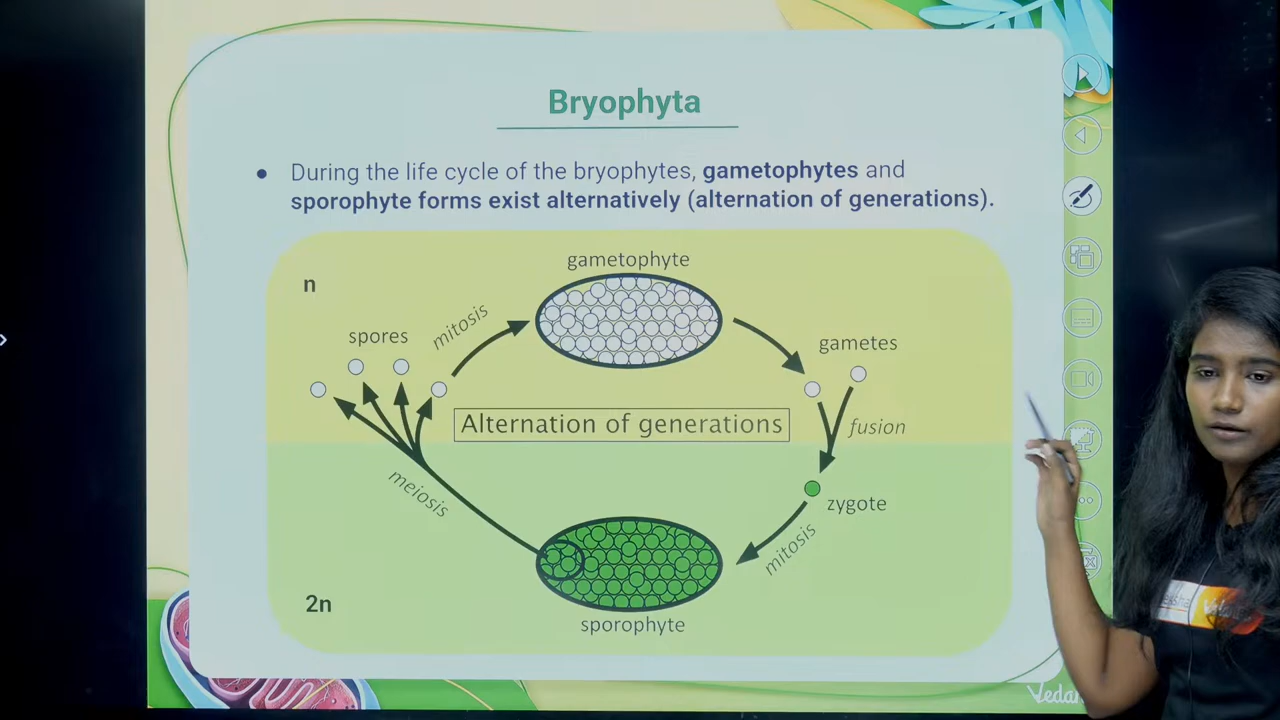 Bryophyta
● During the life cycle of the bryophytes, gametophytes and
sporophyte forms exist alternatively (alternation of generations).
gametophyte
n
mitosis
spores
gametes
Alternation of generations
fusion
meiosis
zygote
mitosis
2n
sporophyte